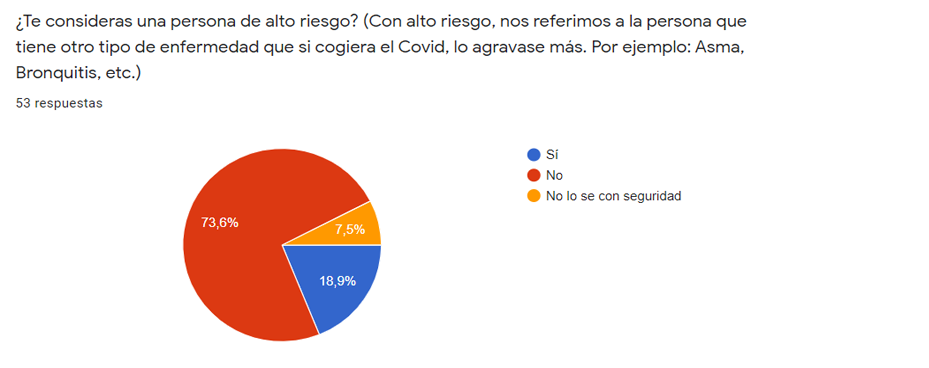 ¿Te consideras una persona de alto riesgo? (Con alto riesgo, nos referimos a la persona que
tiene otro tipo de enfermedad que si cogiera el Covid, lo agravase más. Por ejemplo: Asma,
Bronquitis, etc.)
53 respuestas
Sí
No
No lo se con seguridad
73,6%
7,5%
18,9%